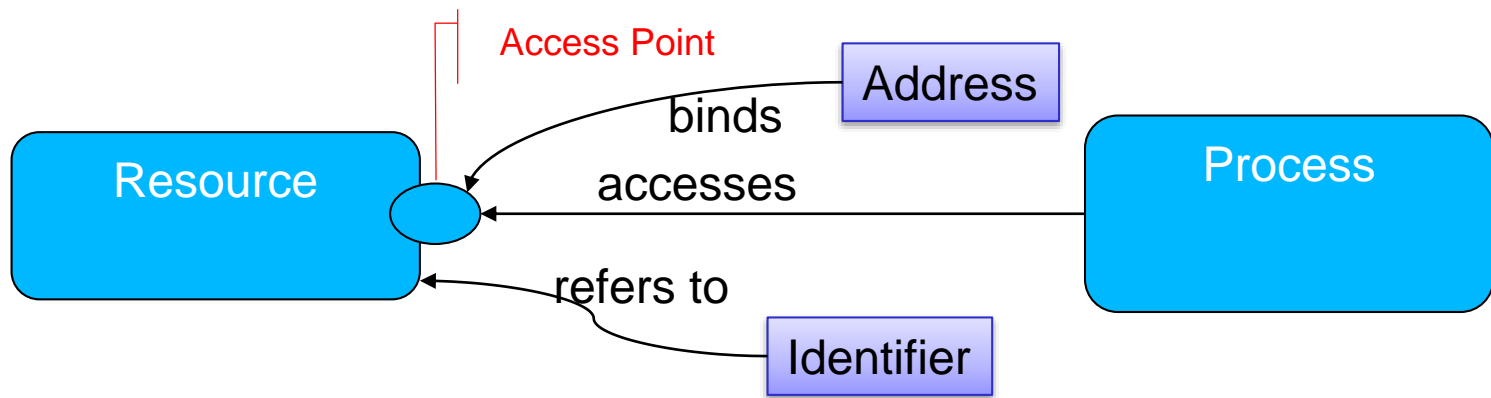 Access Point
Address
binds
Resource
accesses
Process
refers to
Identifier